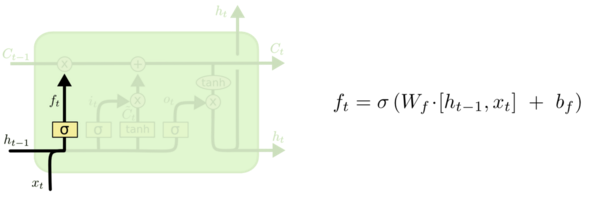 h_t
C_{t-1} × + C_t
tanh
f_t i_t × o_t ×
C̃_t
σ σ tanh σ
h_{t-1} h_t
x_t
f_t = σ (W_f·[h_{t-1}, x_t] + b_f)